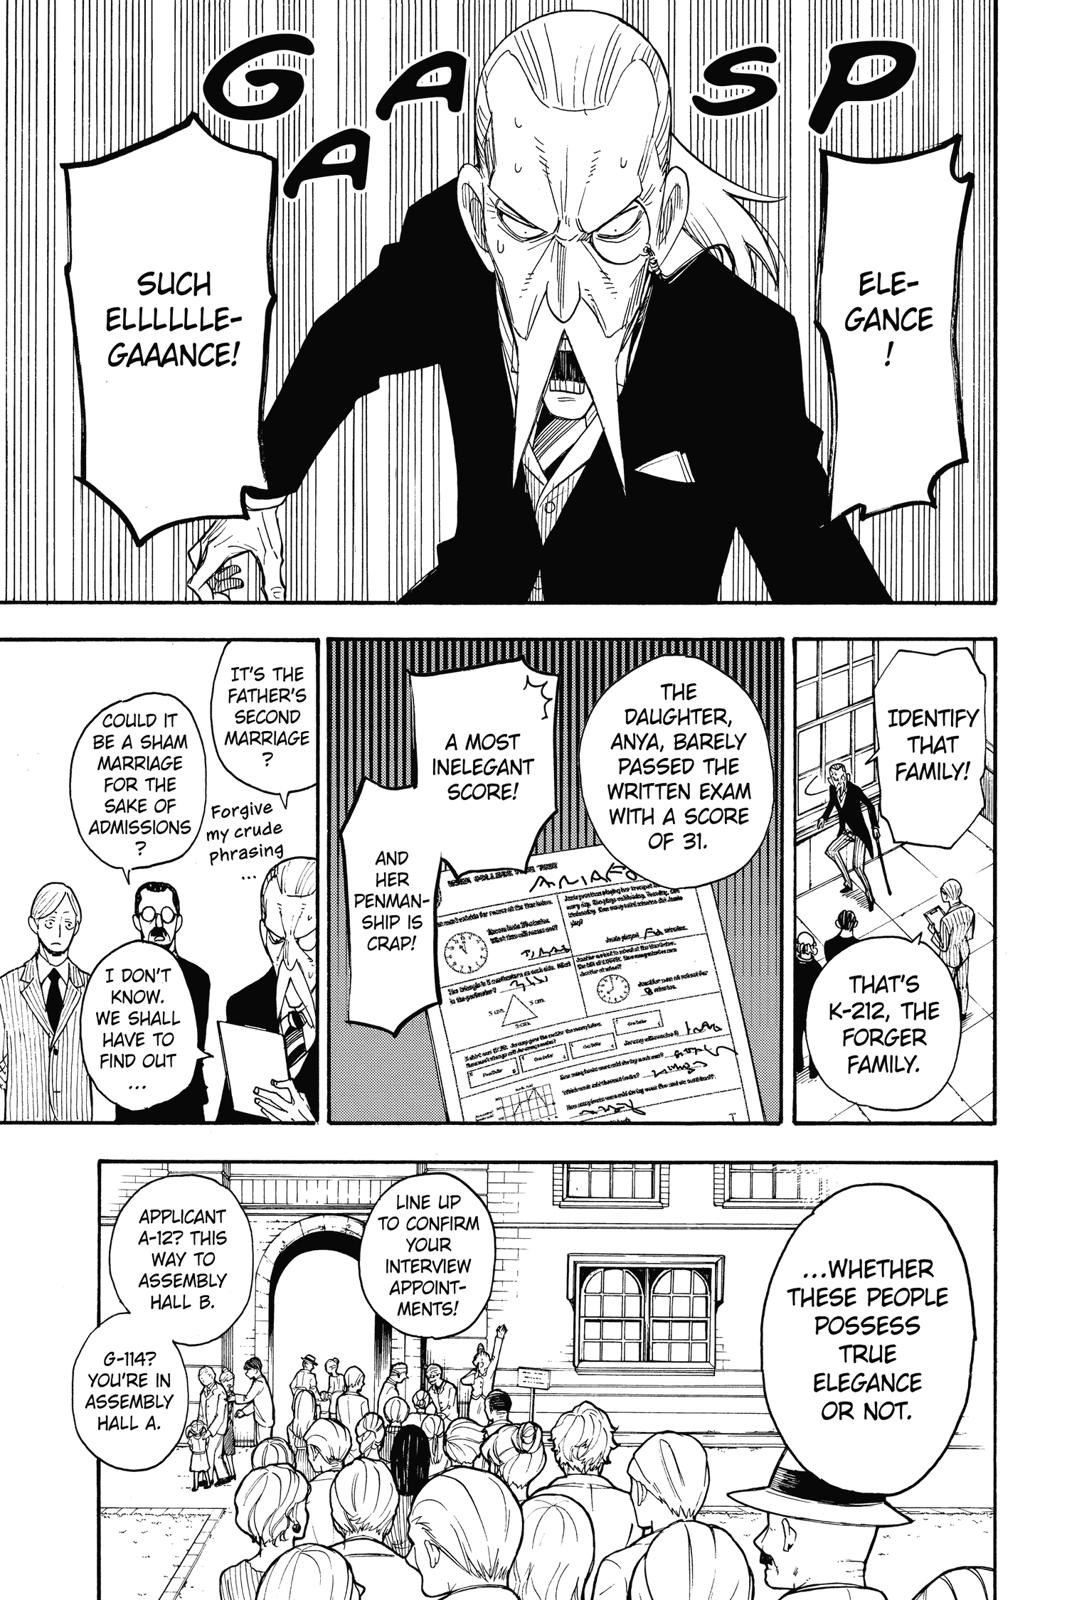 GAASP
ELE-
GANCE
!
SUCH
ELLLLLLE-
GAAANCE!
IDENTIFY
THAT
FAMILY!
THAT'S
K-212, THE
FORGER
FAMILY.
THE
DAUGHTER,
ANYA, BARELY
PASSED THE
WRITTEN EXAM
WITH A SCORE
OF 31.
A MOST
INELEGANT
SCORE!
AND
HER
PENMAN-
SHIP IS
CRAP!
IT'S THE
FATHER'S
SECOND
MARRIAGE
?
COULD IT
BE A SHAM
MARRIAGE
FOR THE
SAKE OF
ADMISSIONS
?
Forgive
my crude
phrasing
...
I DON'T
KNOW.
WE SHALL
HAVE TO
FIND OUT
...
...WHETHER
THESE PEOPLE
POSSESS
TRUE
ELEGANCE
OR NOT.
LINE UP
TO CONFIRM
YOUR
INTERVIEW
APPOINT-
MENTS!
APPLICANT
A-12? THIS
WAY TO
ASSEMBLY
HALL B.
G-114?
YOU'RE IN
ASSEMBLY
HALL A.